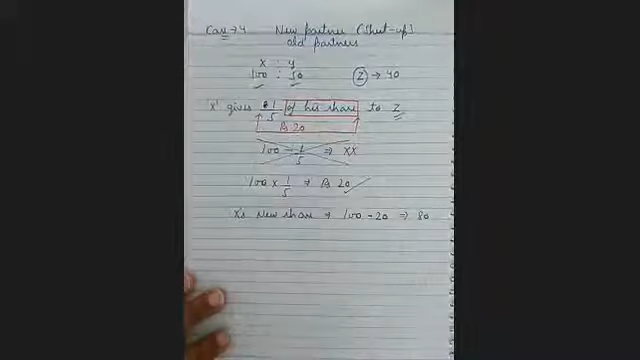 Case → 4 New partner (Shut-up)
old partners
x : y
100 : 50 Z → 40
X' gives 1/5 of his share to Z
Rs 20
100 - 1/5 ⇒ XX
100 x 1/5 ⇒ Rs 20
X's New share ⇒ 100 - 20 ⇒ 80